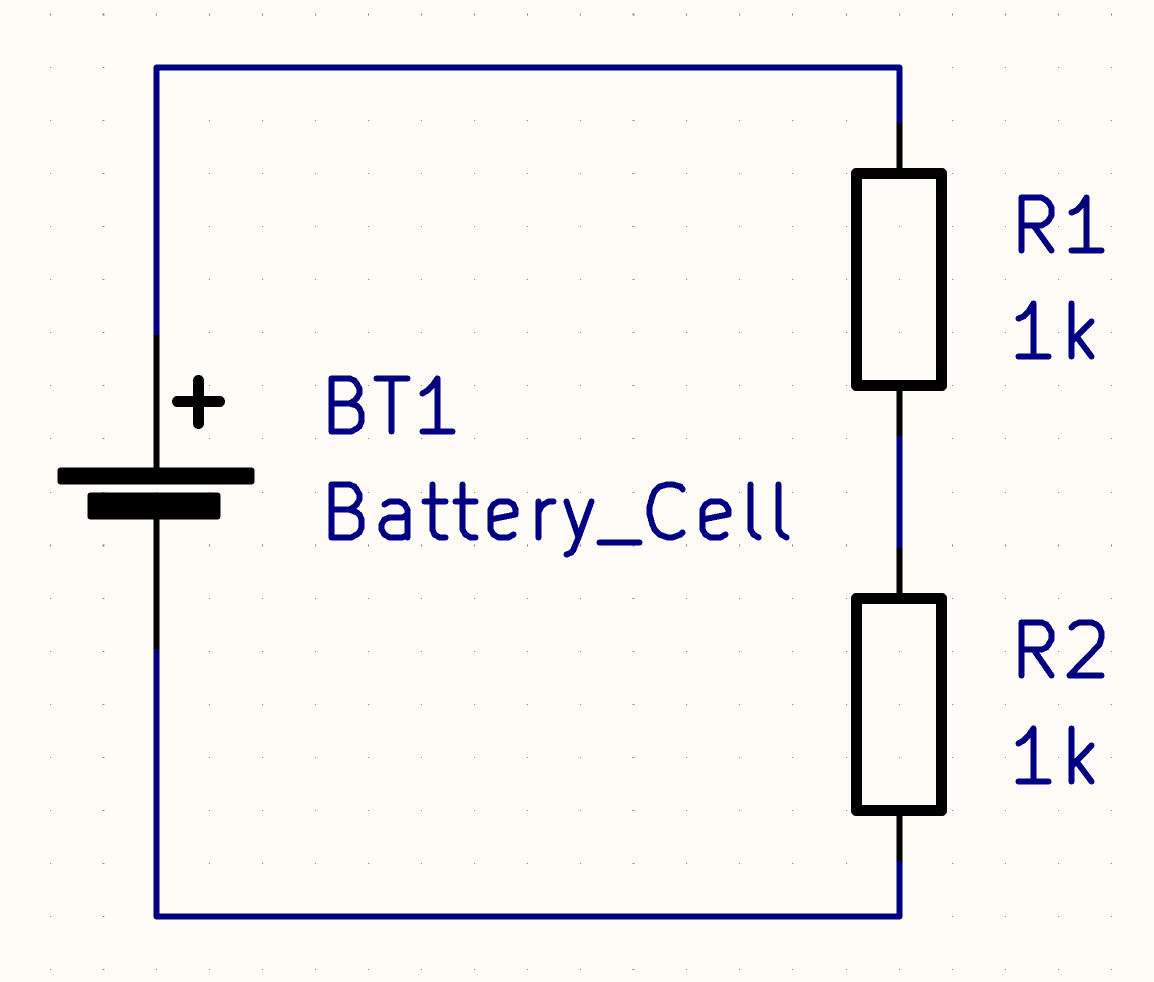 R1
1k
+
BT1
Battery_Cell
R2
1k